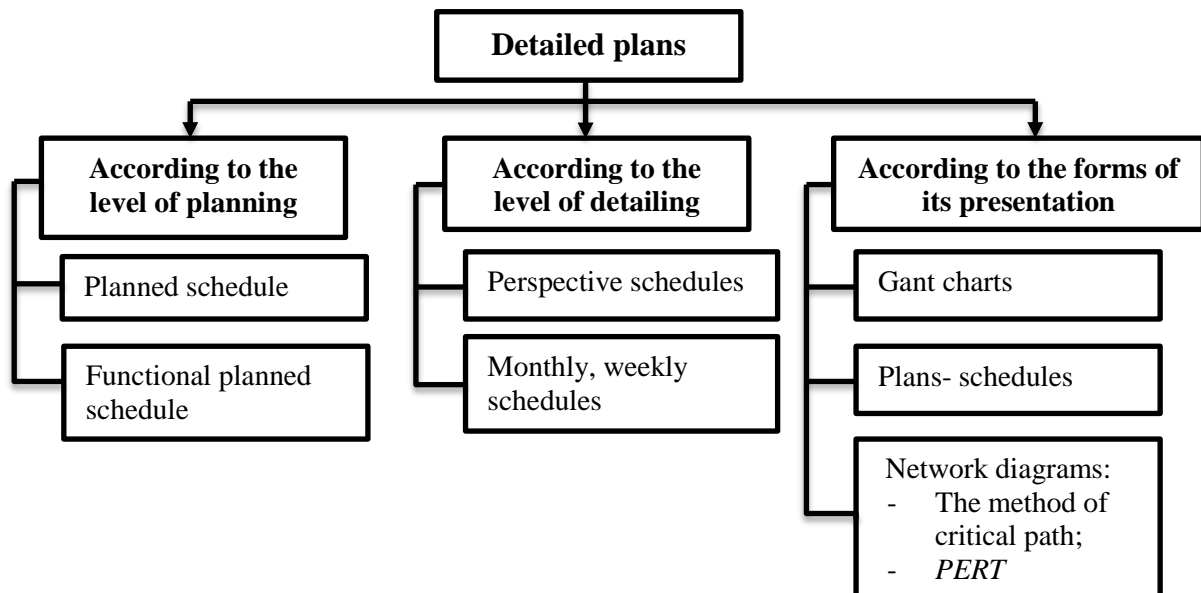 Detailed plans
According to the
level of planning
Planned schedule
Functional planned
schedule
According to the
level of detailing
Perspective schedules
Monthly, weekly
schedules
According to the forms of
its presentation
Gant charts
Plans- schedules
Network diagrams:
- The method of
critical path;
- PERT